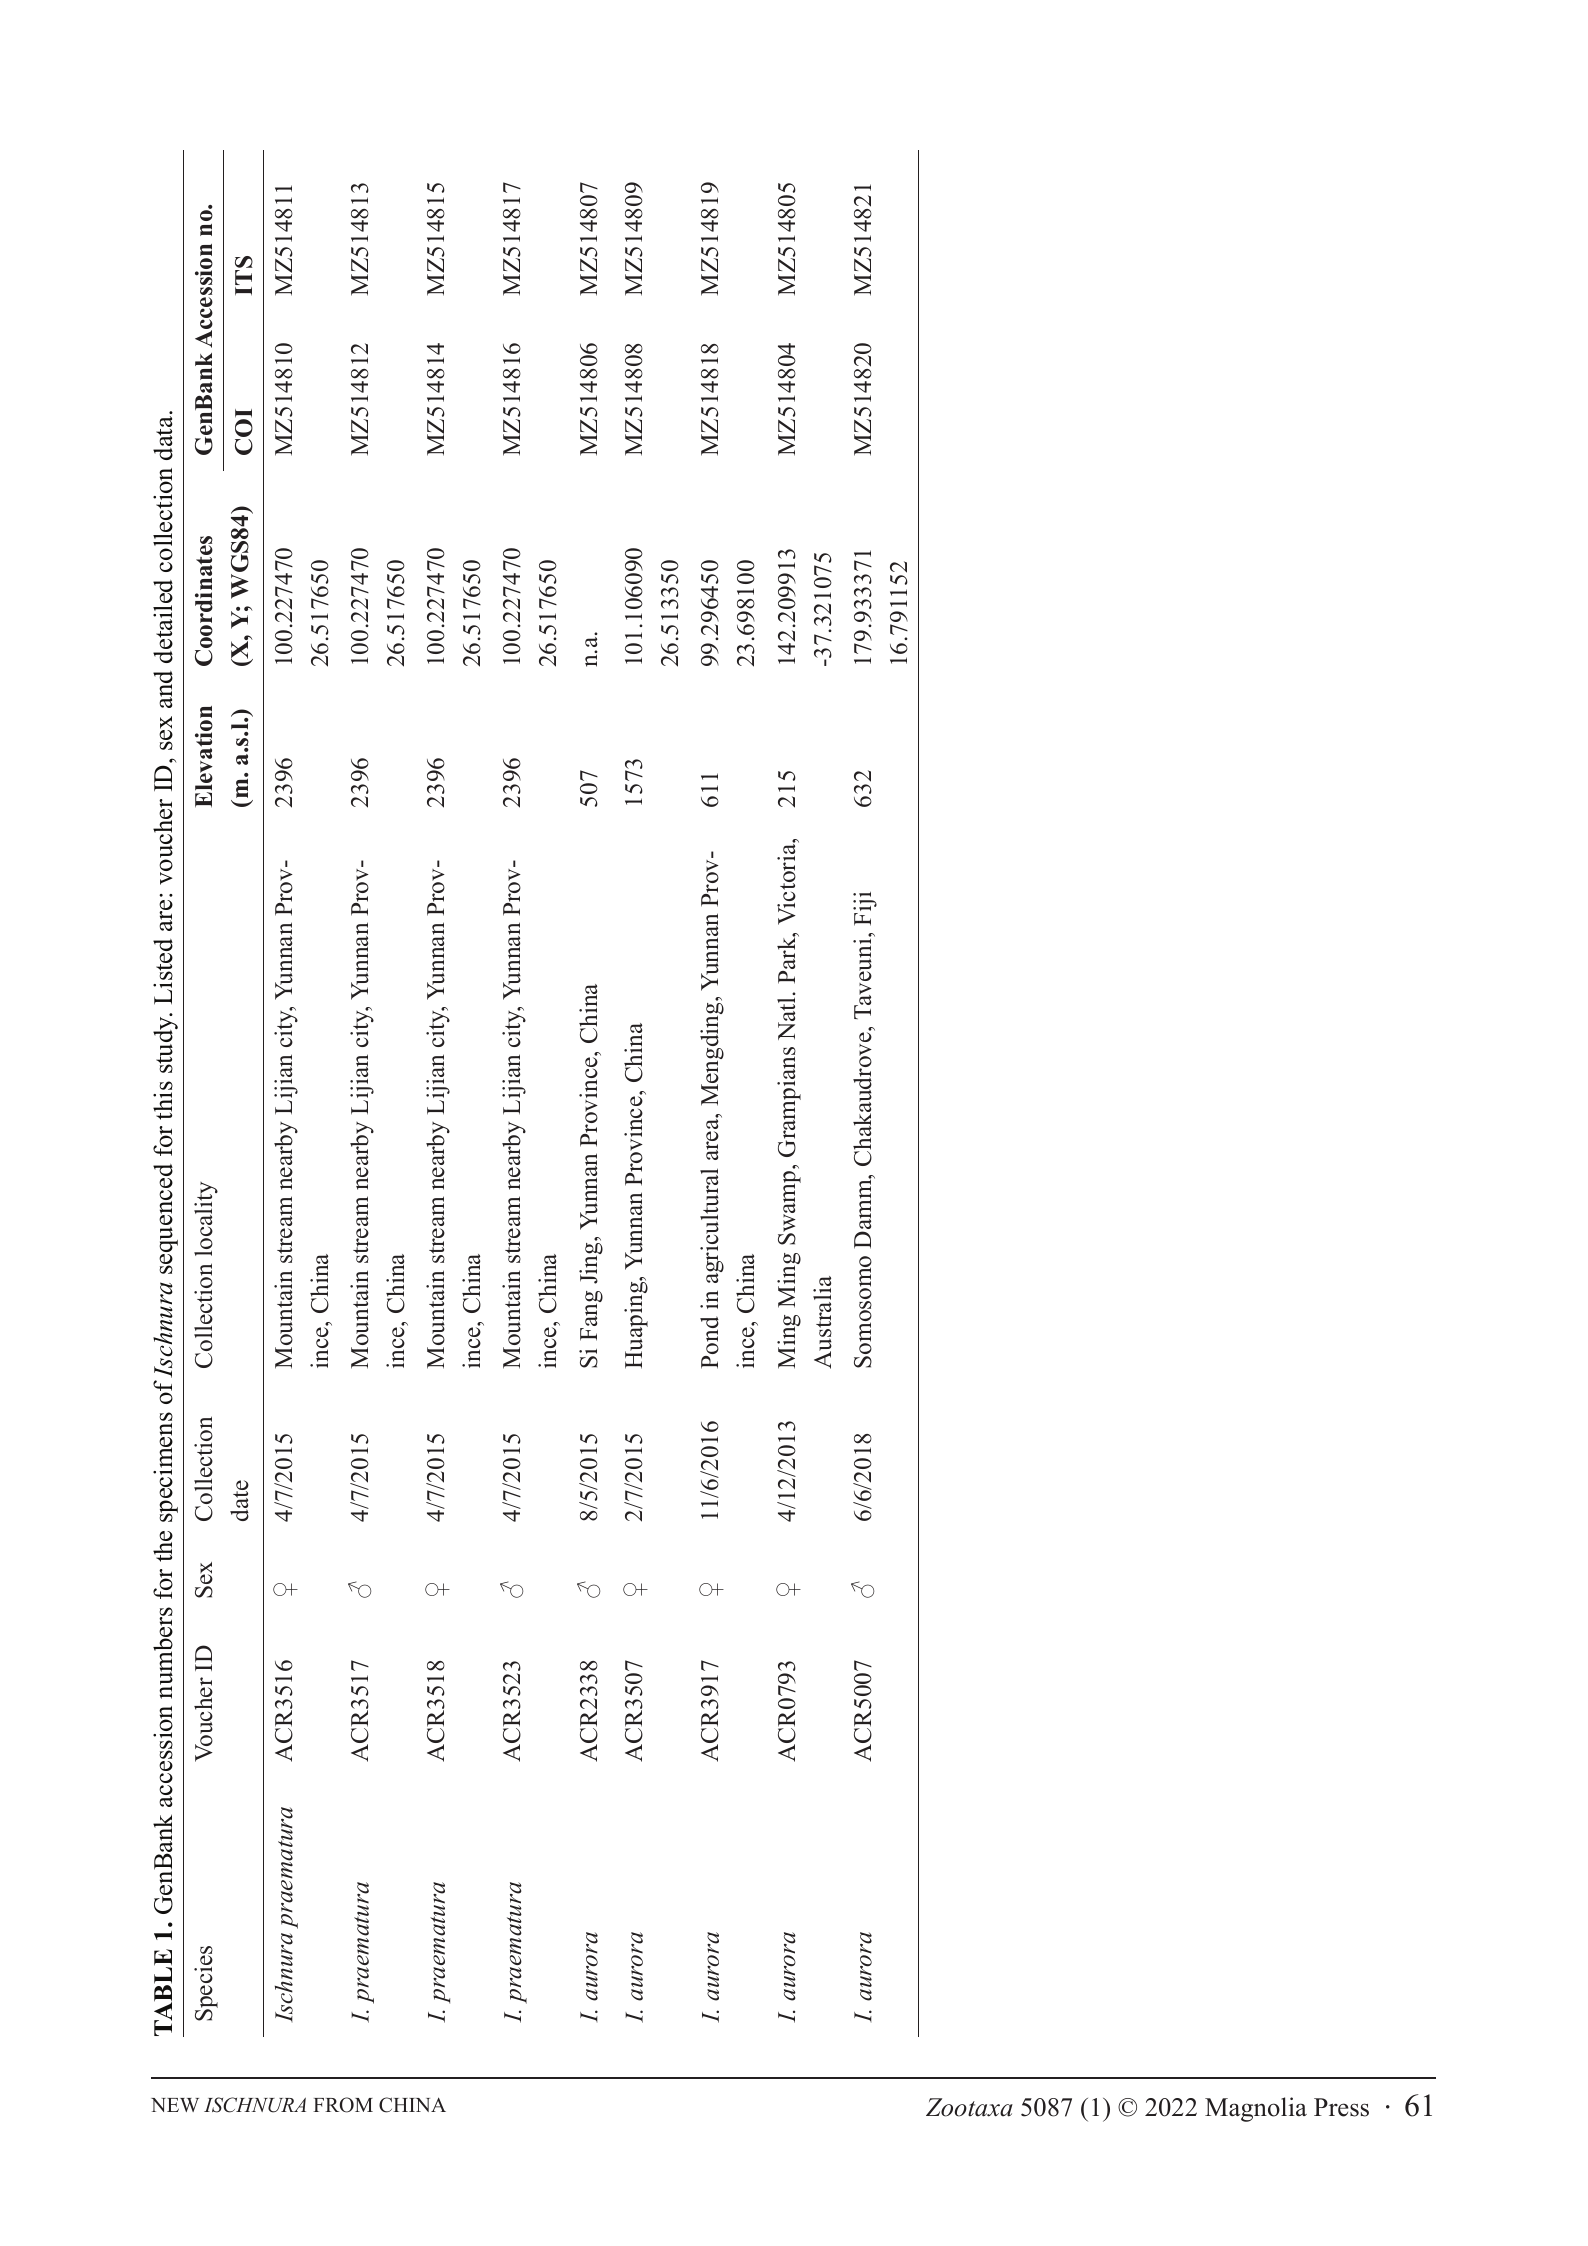 TABLE 1. GenBank accession numbers for the specimens of Ischnura sequenced for this study. Listed are: voucher ID, sex and detailed collection data.
Species Voucher ID Sex Collection Collection locality Elevation Coordinates GenBank Accession no.
date (m. a.s.l.) (X, Y; WGS84) COI ITS
Ischnura praematura ACR3516 ♀ 4/7/2015 Mountain stream nearby Lijian city, Yunnan Prov- 2396 100.227470 MZ514810 MZ514811
ince, China 26.517650
I. praematura ACR3517 ♂ 4/7/2015 Mountain stream nearby Lijian city, Yunnan Prov- 2396 100.227470 MZ514812 MZ514813
ince, China 26.517650
I. praematura ACR3518 ♀ 4/7/2015 Mountain stream nearby Lijian city, Yunnan Prov- 2396 100.227470 MZ514814 MZ514815
ince, China 26.517650
I. praematura ACR3523 ♂ 4/7/2015 Mountain stream nearby Lijian city, Yunnan Prov- 2396 100.227470 MZ514816 MZ514817
ince, China 26.517650
I. aurora ACR2338 ♂ 8/5/2015 Si Fang Jing, Yunnan Province, China 507 n.a. MZ514806 MZ514807
I. aurora ACR3507 ♀ 2/7/2015 Huaping, Yunnan Province, China 1573 101.106090 MZ514808 MZ514809
26.513350
I. aurora ACR3917 ♀ 11/6/2016 Pond in agricultural area, Mengding, Yunnan Prov- 611 99.296450 MZ514818 MZ514819
ince, China 23.698100
I. aurora ACR0793 ♀ 4/12/2013 Ming Ming Swamp, Grampians Natl. Park, Victoria, 215 142.209913 MZ514804 MZ514805
Australia -37.321075
I. aurora ACR5007 ♂ 6/6/2018 Somosomo Damm, Chakaudrove, Taveuni, Fiji 632 179.933371 MZ514820 MZ514821
16.791152
NEW ISCHNURA FROM CHINA Zootaxa 5087 (1) © 2022 Magnolia Press · 61